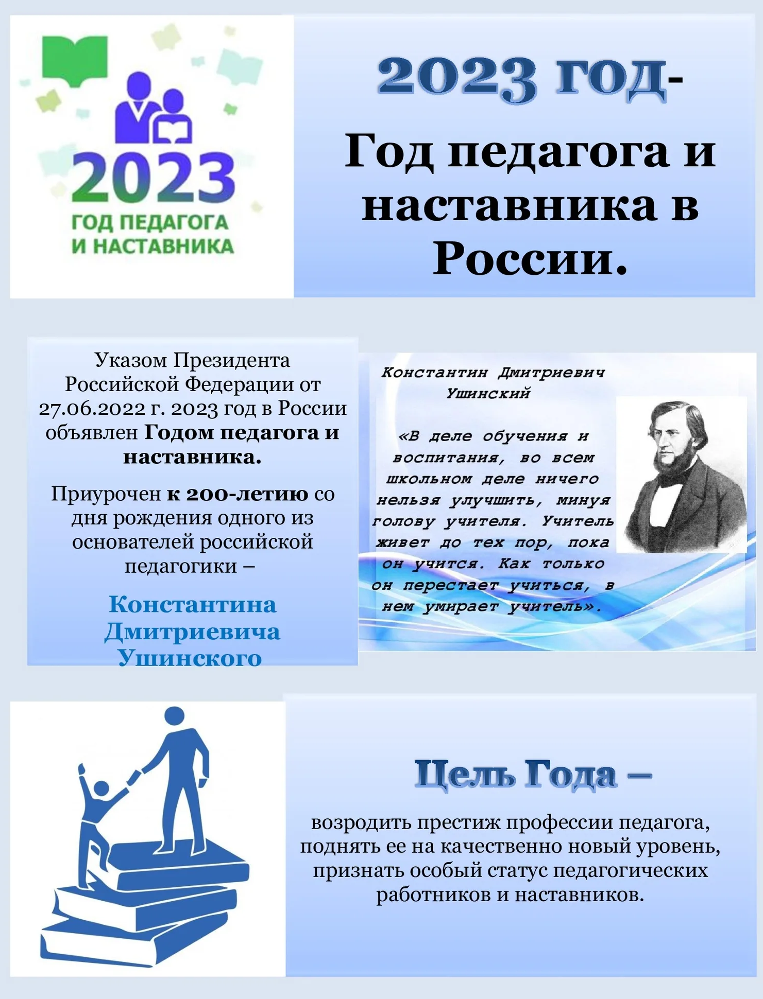 2023
ГОД ПЕДАГОГА
И НАСТАВНИКА
2023 год-
Год педагога и
наставника в
России.
Указом Президента
Российской Федерации от
27.06.2022 г. 2023 год в России
объявлен Годом педагога и
наставника.
Приурочен к 200-летию со
дня рождения одного из
основателей российской
педагогики –
Константина
Дмитриевича
Ушинского
Константин Дмитриевич
Ушинский
«В деле обучения и
воспитания, во всем
школьном деле ничего
нельзя улучшить, минуя
голову учителя. Учитель
живет до тех пор, пока
он учится. Как только
он перестает учиться, в
нем умирает учитель».
Цель Года –
возродить престиж профессии педагога,
поднять ее на качественно новый уровень,
признать особый статус педагогических
работников и наставников.